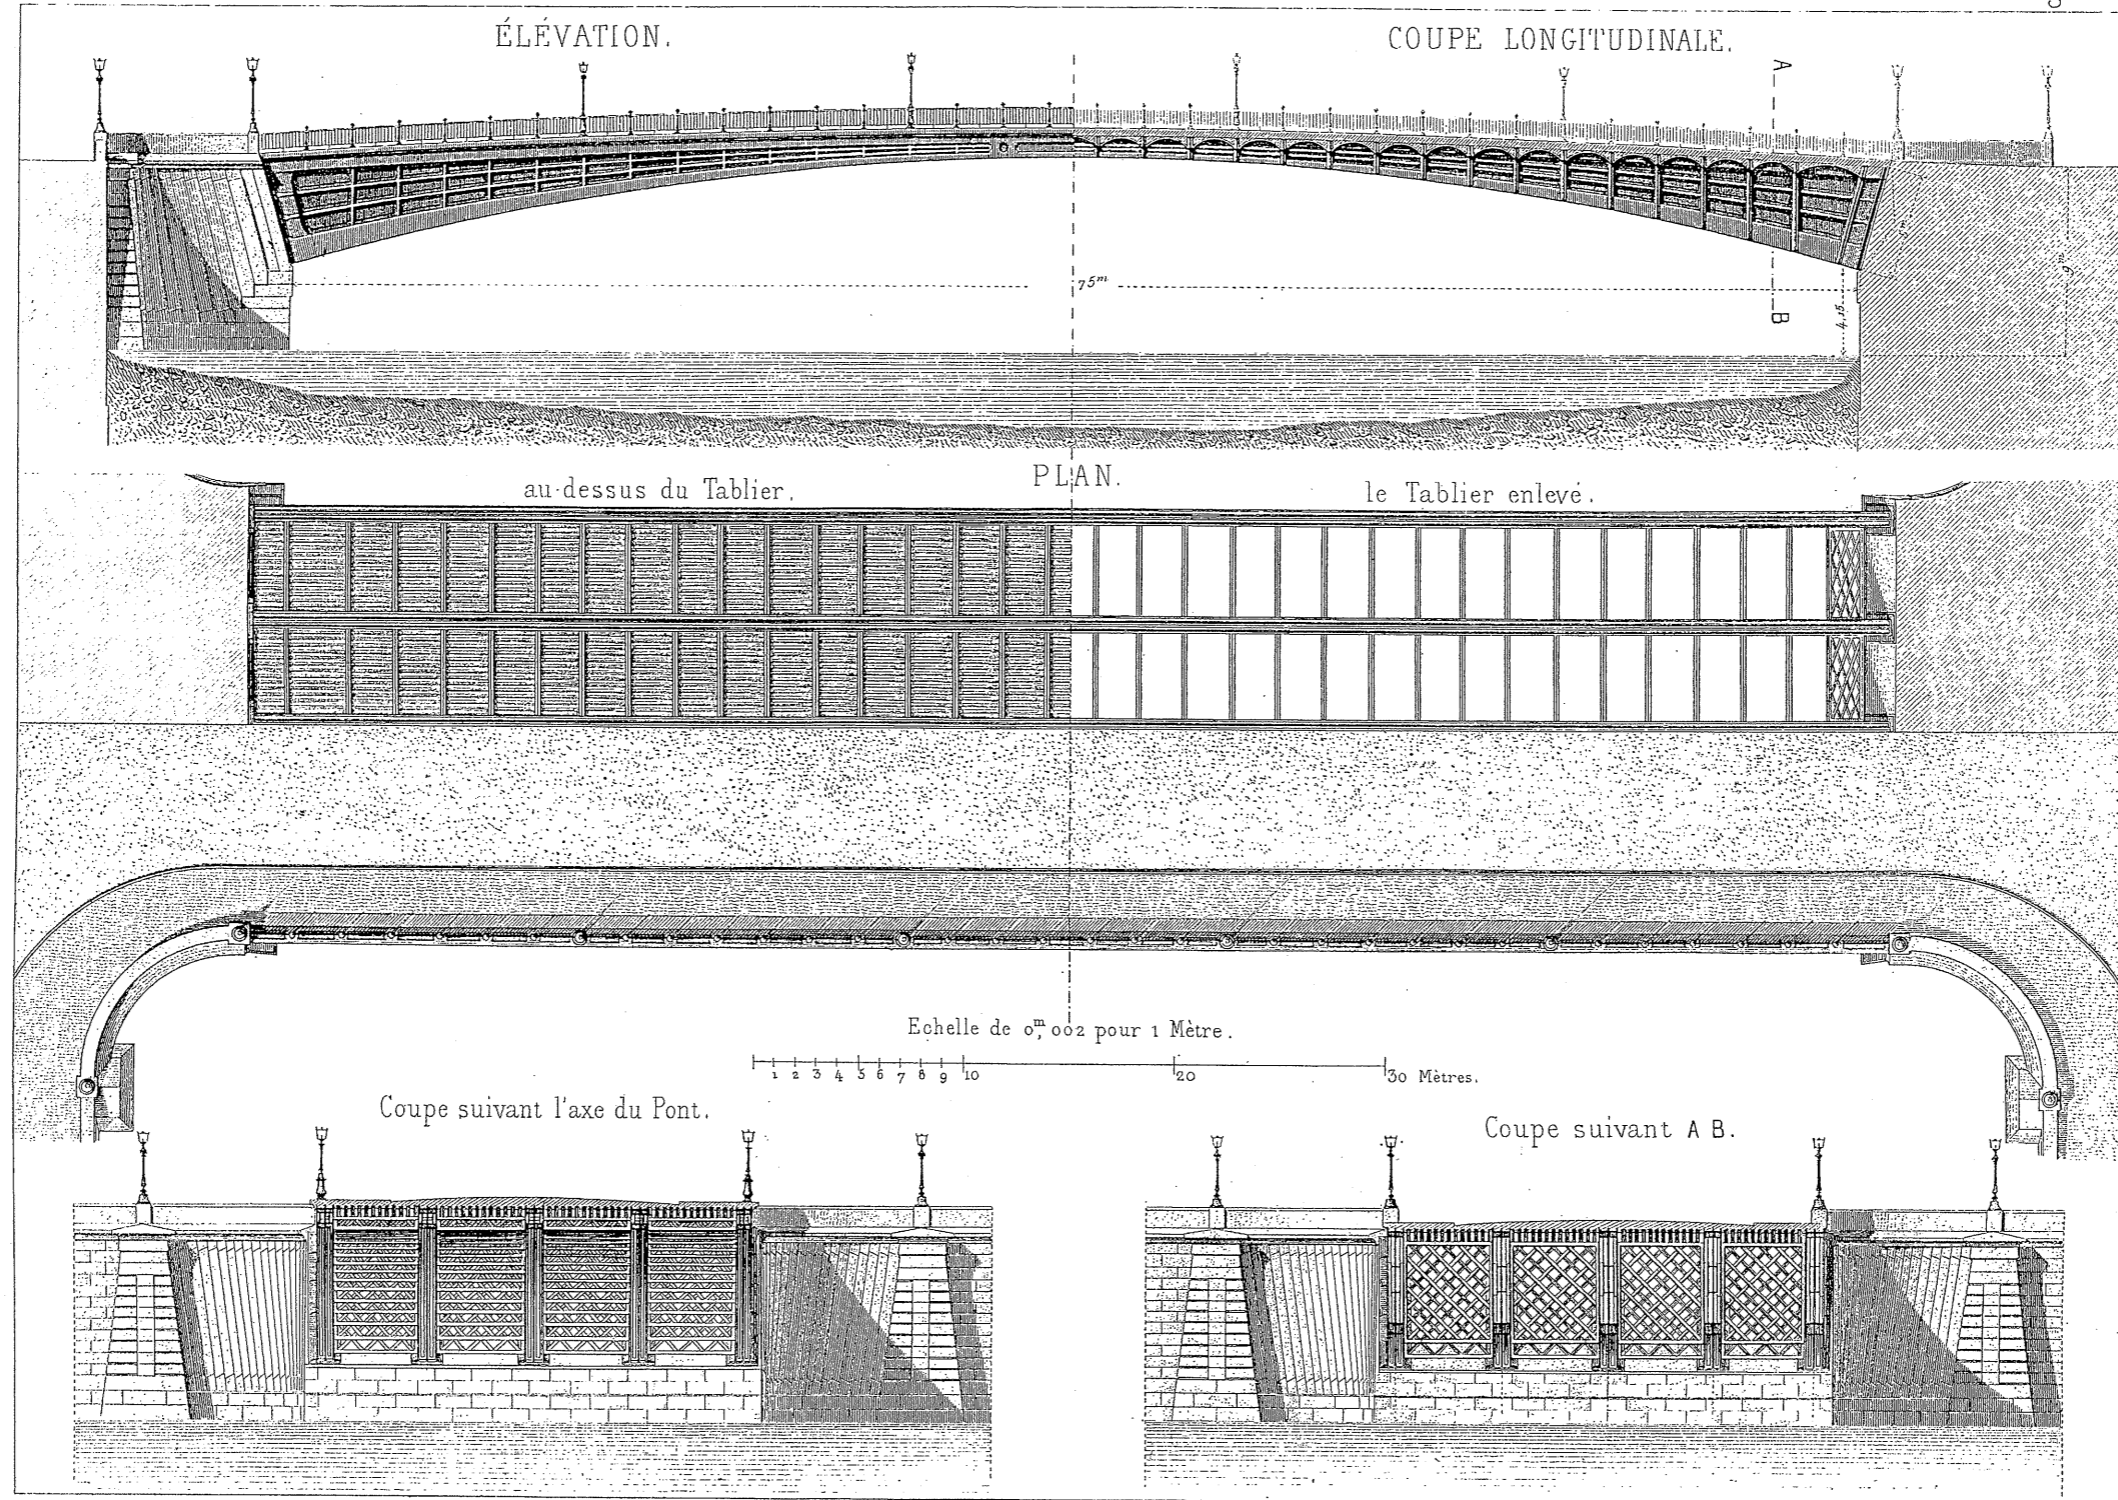 ÉLÉVATION.
COUPE LONGITUDINALE.
A
75ᵐ
B
4,15
5ᵐ
9ᵐ
PLAN.
au-dessus du Tablier.
le Tablier enlevé.
Echelle de 0ᵐ,002 pour 1 Mètre.
1 2 3 4 5 6 7 8 9 10 20 30 Mètres.
Coupe suivant l'axe du Pont.
Coupe suivant A B.